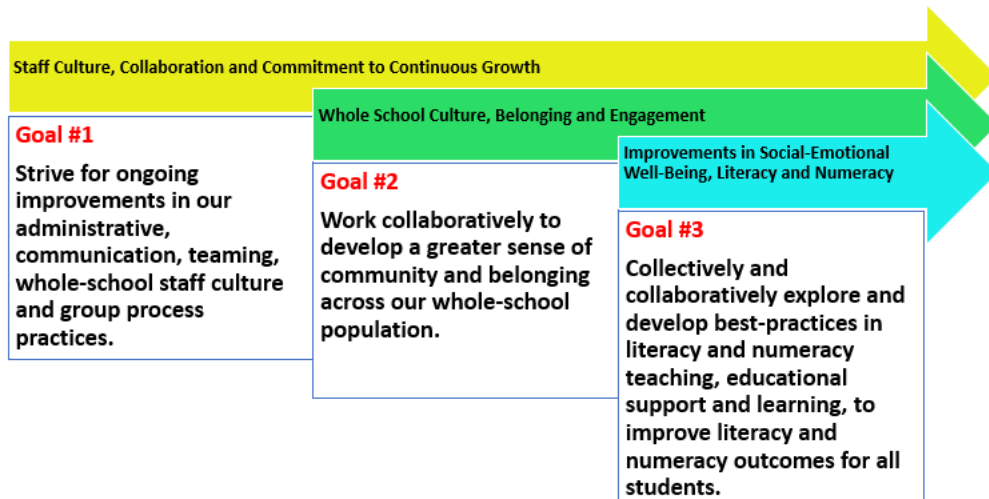 Staff Culture, Collaboration and Commitment to Continuous Growth
Goal #1
Strive for ongoing
improvements in our
administrative,
communication, teaming,
whole-school staff culture
and group process
practices.
Whole School Culture, Belonging and Engagement
Goal #2
Work collaboratively to
develop a greater sense of
community and belonging
across our whole-school
population.
Improvements in Social-Emotional
Well-Being, Literacy and Numeracy
Goal #3
Collectively and
collaboratively explore and
develop best-practices in
literacy and numeracy
teaching, educational
support and learning, to
improve literacy and
numeracy outcomes for all
students.